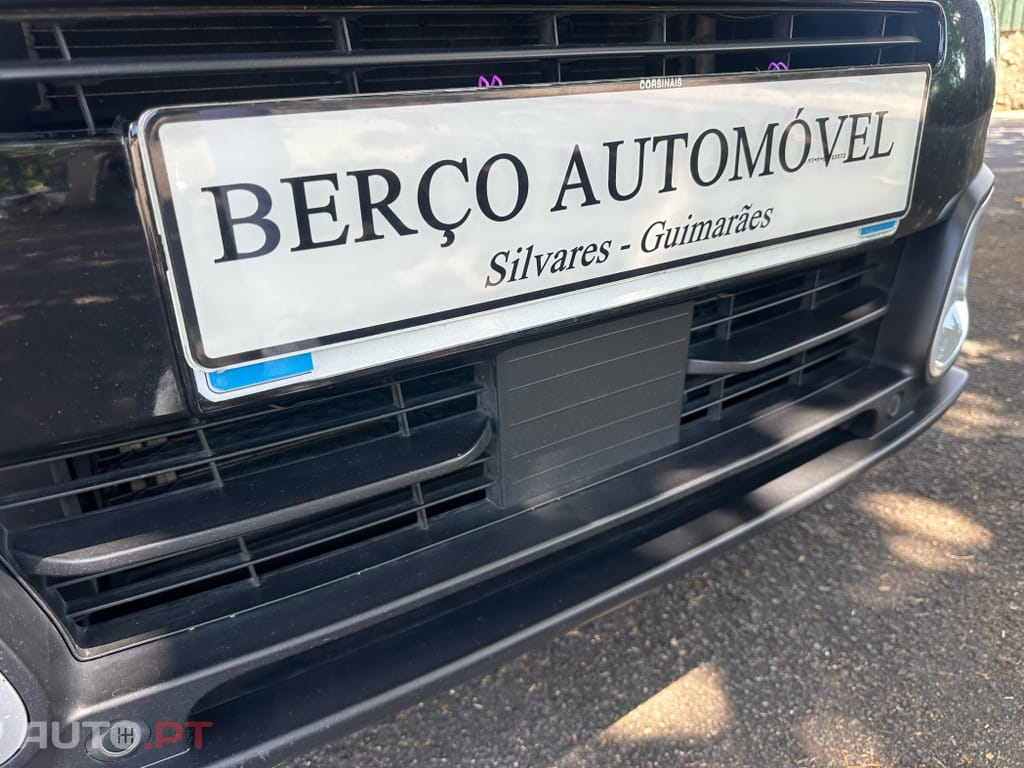 CORSINAIS
BERÇO AUTOMÓVEL
Silvares - Guimarães
AUTO.PT